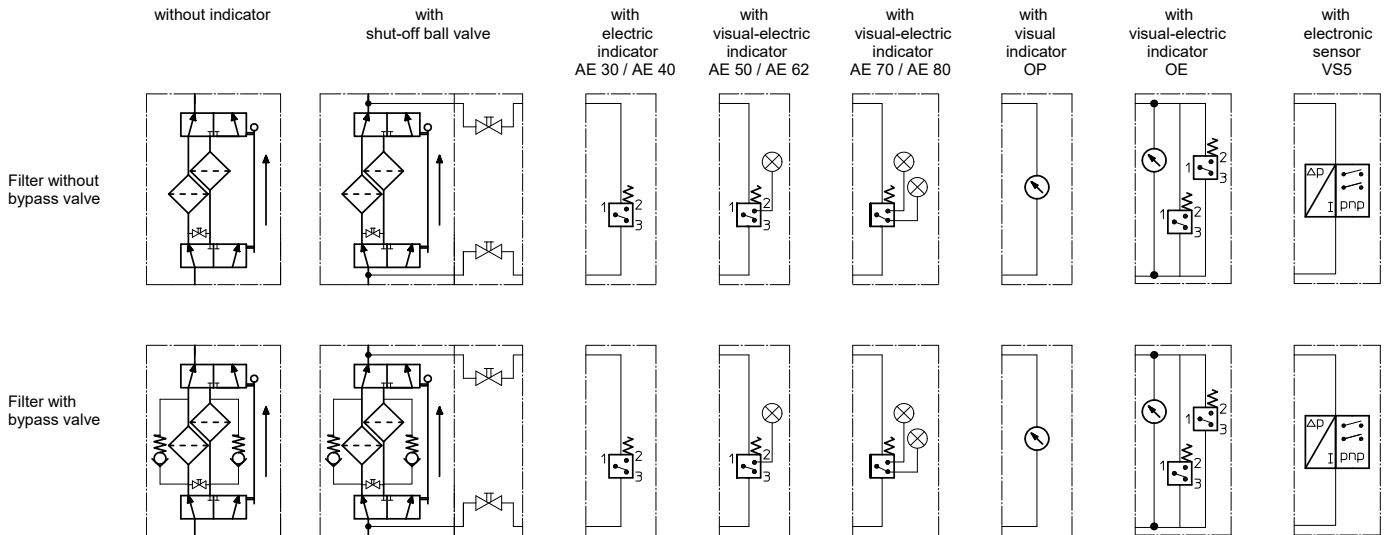 without indicator
with
shut-off ball valve
with
electric
indicator
AE 30 / AE 40
with
visual-electric
indicator
AE 50 / AE 62
with
visual-electric
indicator
AE 70 / AE 80
with
visual
indicator
OP
with
visual-electric
indicator
OE
with
electronic
sensor
VS5
Filter without
bypass valve
1 2
3
1 2
3
1 2
3
1 2
3
Δp
I pnp
Filter with
bypass valve
1 2
3
1 2
3
1 2
3
1 2
3
Δp
I pnp